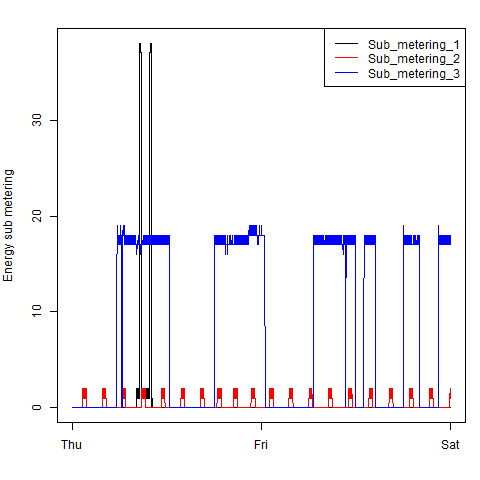 Sub_metering_1
Sub_metering_2
Sub_metering_3
Energy sub metering
30
20
10
0
Thu Fri Sat